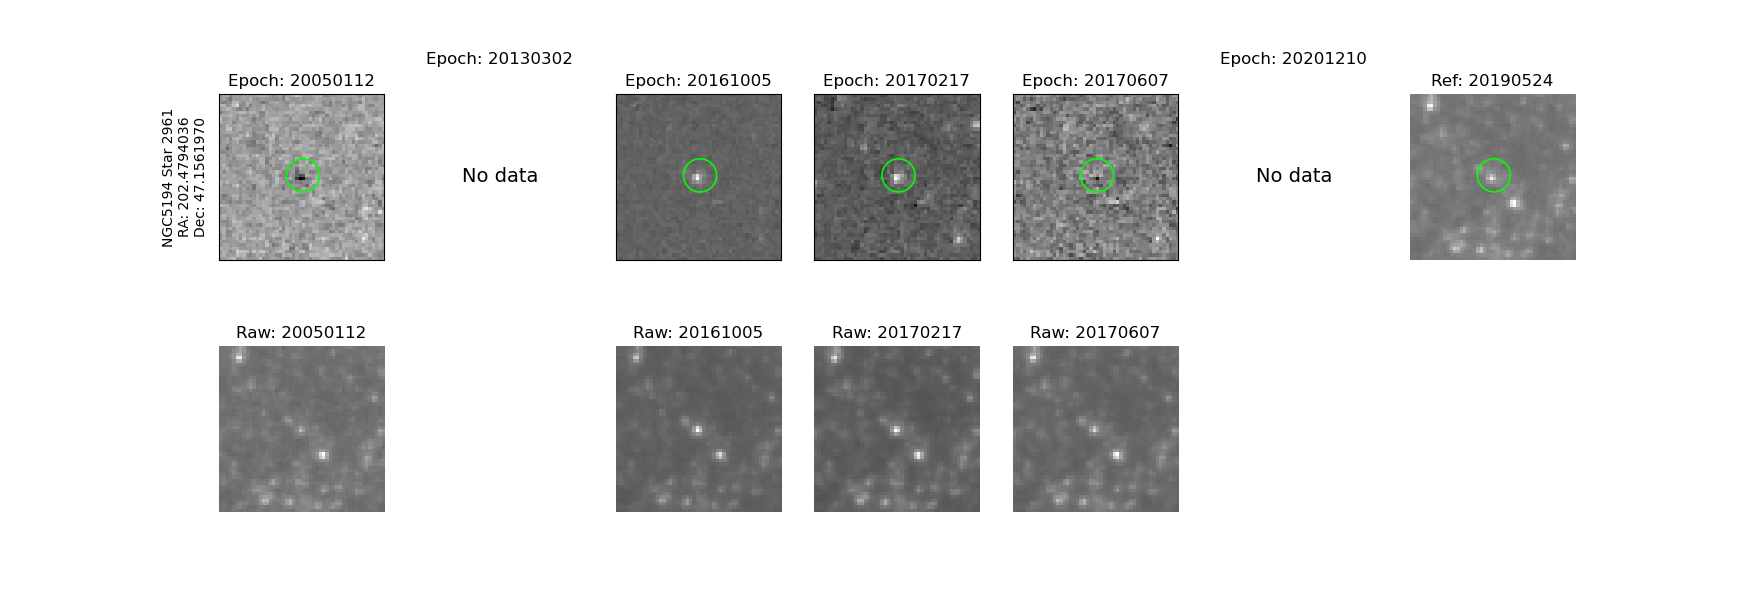 Epoch: 20130302
Epoch: 20201210
Epoch: 20050112
Epoch: 20161005
Epoch: 20170217
Epoch: 20170607
Ref: 20190524
NGC5194 Star 2961
RA: 202.4794036
Dec: 47.1561970
No data
No data
Raw: 20050112
Raw: 20161005
Raw: 20170217
Raw: 20170607